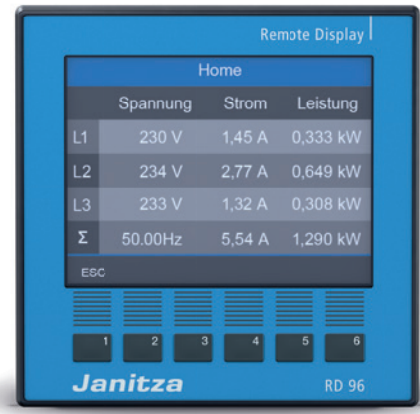 Remote Display
Home
Spannung Strom Leistung
L1 230 V 1,45 A 0,333 kW
L2 234 V 2,77 A 0,649 kW
L3 233 V 1,32 A 0,308 kW
Σ 50.00Hz 5,54 A 1,290 kW
ESC
1 2 3 4 5 6
Janitza RD 96